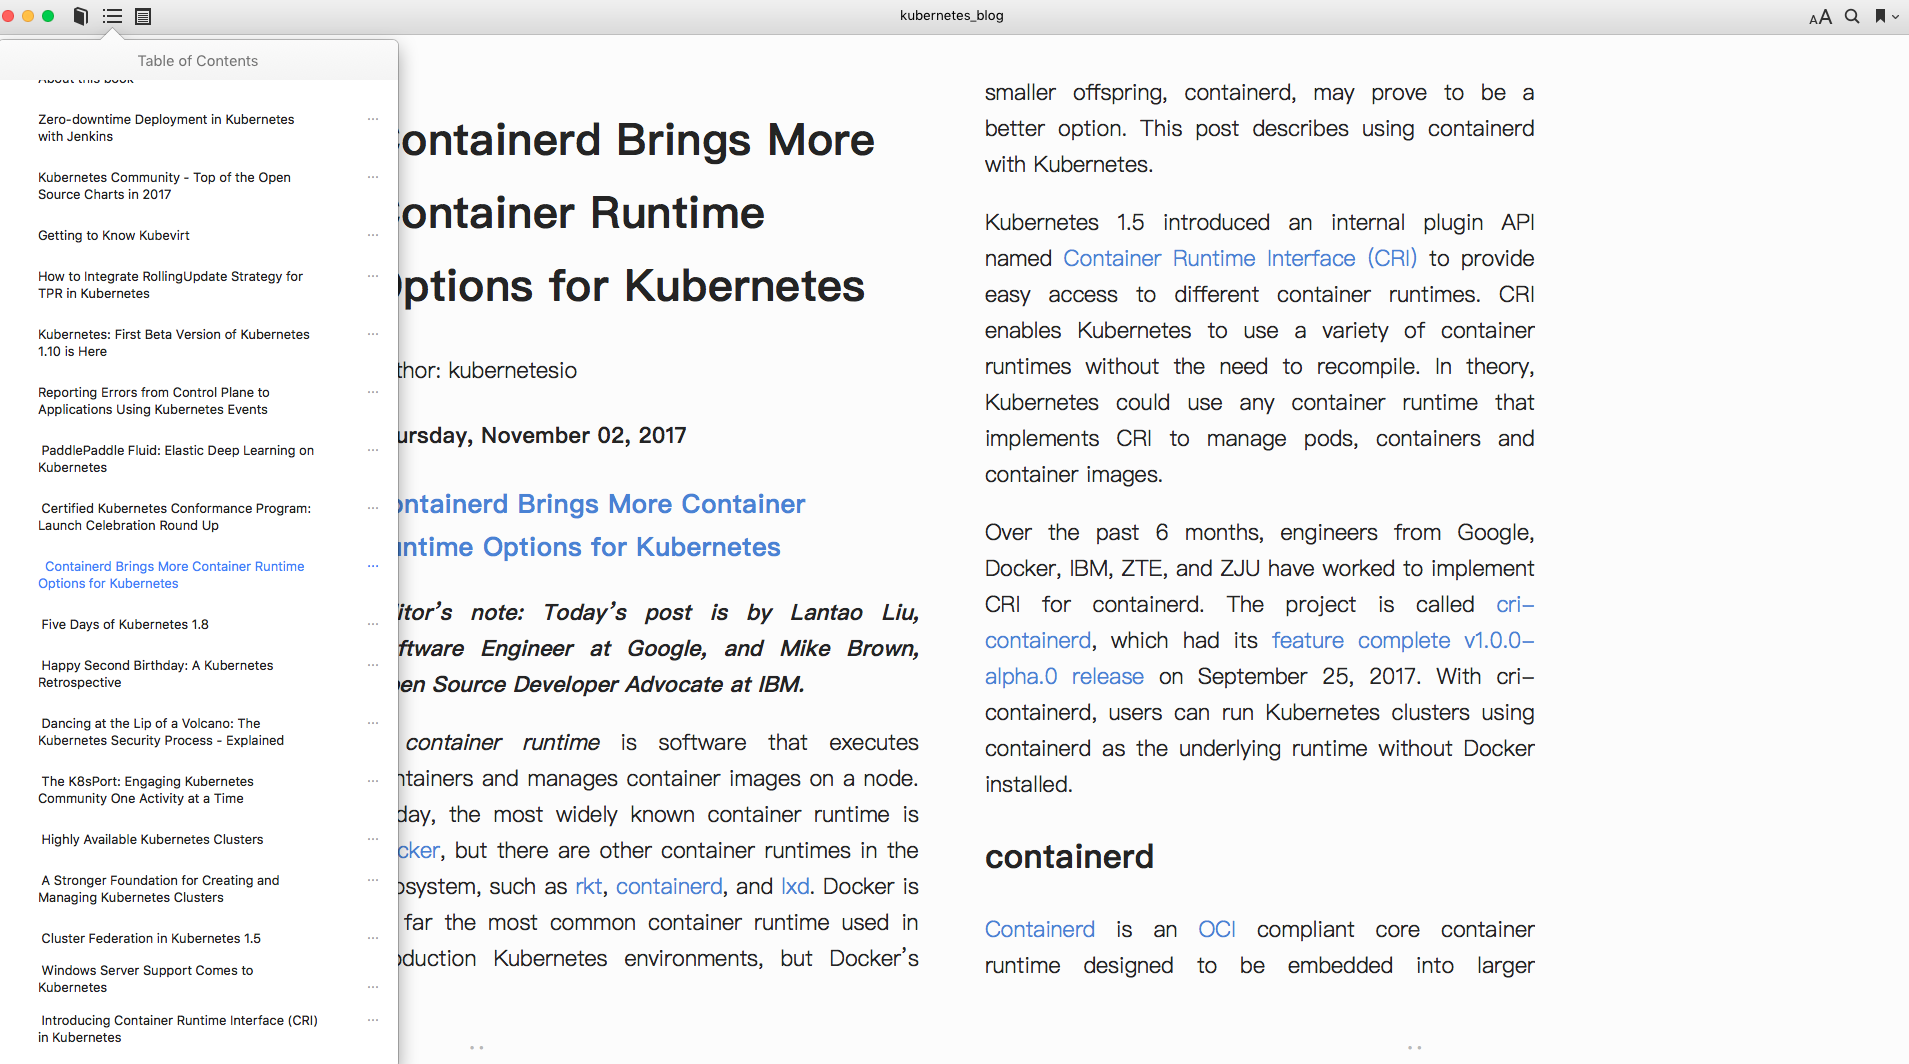 kubernetes_blog
AA
Table of Contents
About this book
Zero-downtime Deployment in Kubernetes
with Jenkins
Kubernetes Community - Top of the Open
Source Charts in 2017
Getting to Know Kubevirt
How to Integrate RollingUpdate Strategy for
TPR in Kubernetes
Kubernetes: First Beta Version of Kubernetes
1.10 is Here
Reporting Errors from Control Plane to
Applications Using Kubernetes Events
PaddlePaddle Fluid: Elastic Deep Learning on
Kubernetes
Certified Kubernetes Conformance Program:
Launch Celebration Round Up
Containerd Brings More Container Runtime
Options for Kubernetes
Five Days of Kubernetes 1.8
Happy Second Birthday: A Kubernetes
Retrospective
Dancing at the Lip of a Volcano: The
Kubernetes Security Process - Explained
The K8sPort: Engaging Kubernetes
Community One Activity at a Time
Highly Available Kubernetes Clusters
A Stronger Foundation for Creating and
Managing Kubernetes Clusters
Cluster Federation in Kubernetes 1.5
Windows Server Support Comes to
Kubernetes
Introducing Container Runtime Interface (CRI)
in Kubernetes
ontainerd Brings More
ontainer Runtime
Options for Kubernetes
thor: kubernetesio
ursday, November 02, 2017
ontainerd Brings More Container
untime Options for Kubernetes
itor's note: Today's post is by Lantao Liu,
ftware Engineer at Google, and Mike Brown,
en Source Developer Advocate at IBM.
container runtime is software that executes
ntainers and manages container images on a node.
day, the most widely known container runtime is
cker, but there are other container runtimes in the
osystem, such as rkt, containerd, and lxd. Docker is
far the most common container runtime used in
oduction Kubernetes environments, but Docker's
smaller offspring, containerd, may prove to be a
better option. This post describes using containerd
with Kubernetes.
Kubernetes 1.5 introduced an internal plugin API
named Container Runtime Interface (CRI) to provide
easy access to different container runtimes. CRI
enables Kubernetes to use a variety of container
runtimes without the need to recompile. In theory,
Kubernetes could use any container runtime that
implements CRI to manage pods, containers and
container images.
Over the past 6 months, engineers from Google,
Docker, IBM, ZTE, and ZJU have worked to implement
CRI for containerd. The project is called cri-
containerd, which had its feature complete v1.0.0-
alpha.0 release on September 25, 2017. With cri-
containerd, users can run Kubernetes clusters using
containerd as the underlying runtime without Docker
installed.
containerd
Containerd is an OCI compliant core container
runtime designed to be embedded into larger